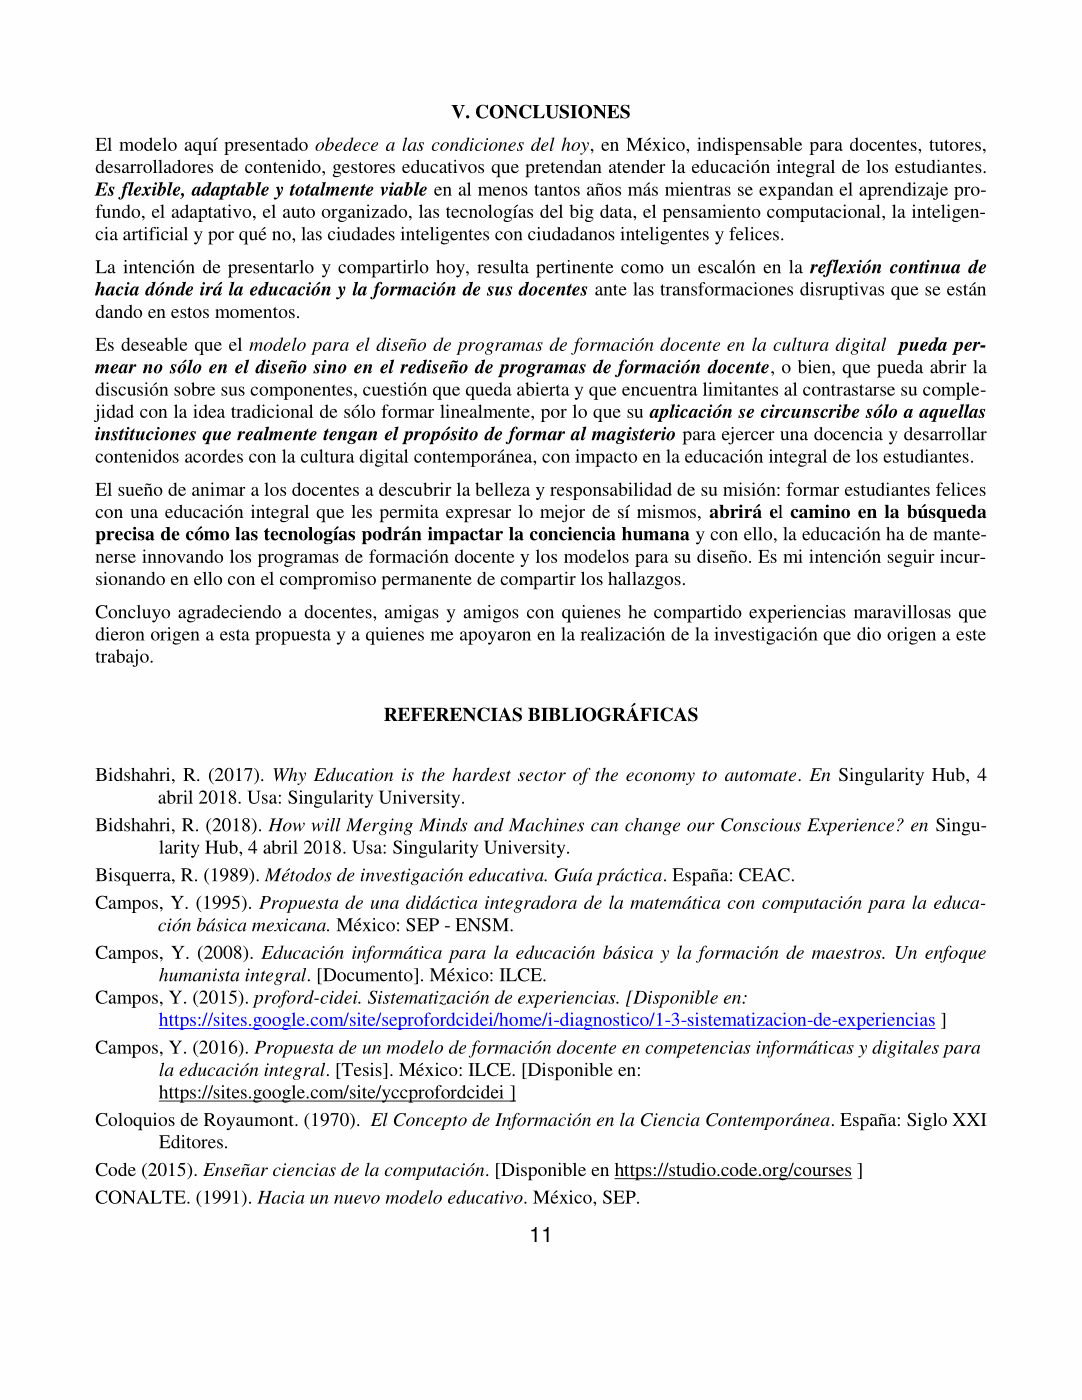 V. CONCLUSIONES
El modelo aquí presentado obedece a las condiciones del hoy, en México, indispensable para docentes, tutores,
desarrolladores de contenido, gestores educativos que pretendan atender la educación integral de los estudiantes.
Es flexible, adaptable y totalmente viable en al menos tantos años más mientras se expandan el aprendizaje pro-
fundo, el adaptativo, el auto organizado, las tecnologías del big data, el pensamiento computacional, la inteligen-
cia artificial y por qué no, las ciudades inteligentes con ciudadanos inteligentes y felices.
La intención de presentarlo y compartirlo hoy, resulta pertinente como un escalón en la reflexión continua de
hacia dónde irá la educación y la formación de sus docentes ante las transformaciones disruptivas que se están
dando en estos momentos.
Es deseable que el modelo para el diseño de programas de formación docente en la cultura digital pueda per-
mear no sólo en el diseño sino en el rediseño de programas de formación docente, o bien, que pueda abrir la
discusión sobre sus componentes, cuestión que queda abierta y que encuentra limitantes al contrastarse su comple-
jidad con la idea tradicional de sólo formar linealmente, por lo que su aplicación se circunscribe sólo a aquellas
instituciones que realmente tengan el propósito de formar al magisterio para ejercer una docencia y desarrollar
contenidos acordes con la cultura digital contemporánea, con impacto en la educación integral de los estudiantes.
El sueño de animar a los docentes a descubrir la belleza y responsabilidad de su misión: formar estudiantes felices
con una educación integral que les permita expresar lo mejor de sí mismos, abrirá el camino en la búsqueda
precisa de cómo las tecnologías podrán impactar la conciencia humana y con ello, la educación ha de mante-
nerse innovando los programas de formación docente y los modelos para su diseño. Es mi intención seguir incur-
sionando en ello con el compromiso permanente de compartir los hallazgos.
Concluyo agradeciendo a docentes, amigas y amigos con quienes he compartido experiencias maravillosas que
dieron origen a esta propuesta y a quienes me apoyaron en la realización de la investigación que dio origen a este
trabajo.
REFERENCIAS BIBLIOGRÁFICAS
Bidshahri, R. (2017). Why Education is the hardest sector of the economy to automate. En Singularity Hub, 4
abril 2018. Usa: Singularity University.
Bidshahri, R. (2018). How will Merging Minds and Machines can change our Conscious Experience? en Singu-
larity Hub, 4 abril 2018. Usa: Singularity University.
Bisquerra, R. (1989). Métodos de investigación educativa. Guía práctica. España: CEAC.
Campos, Y. (1995). Propuesta de una didáctica integradora de la matemática con computación para la educa-
ción básica mexicana. México: SEP - ENSM.
Campos, Y. (2008). Educación informática para la educación básica y la formación de maestros. Un enfoque
humanista integral. [Documento]. México: ILCE.
Campos, Y. (2015). proford-cidei. Sistematización de experiencias. [Disponible en:
https://sites.google.com/site/seprofordcidei/home/i-diagnostico/1-3-sistematizacion-de-experiencias ]
Campos, Y. (2016). Propuesta de un modelo de formación docente en competencias informáticas y digitales para
la educación integral. [Tesis]. México: ILCE. [Disponible en:
https://sites.google.com/site/yccprofordcidei ]
Coloquios de Royaumont. (1970). El Concepto de Información en la Ciencia Contemporánea. España: Siglo XXI
Editores.
Code (2015). Enseñar ciencias de la computación. [Disponible en https://studio.code.org/courses ]
CONALTE. (1991). Hacia un nuevo modelo educativo. México, SEP.
11